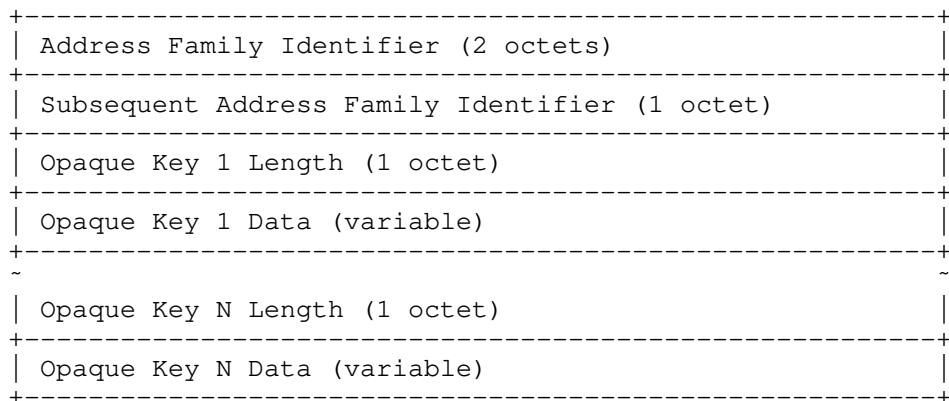 Address Family Identifier (2 octets)
Subsequent Address Family Identifier (1 octet)
Opaque Key 1 Length (1 octet)
Opaque Key 1 Data (variable)
~ ~
Opaque Key N Length (1 octet)
Opaque Key N Data (variable)